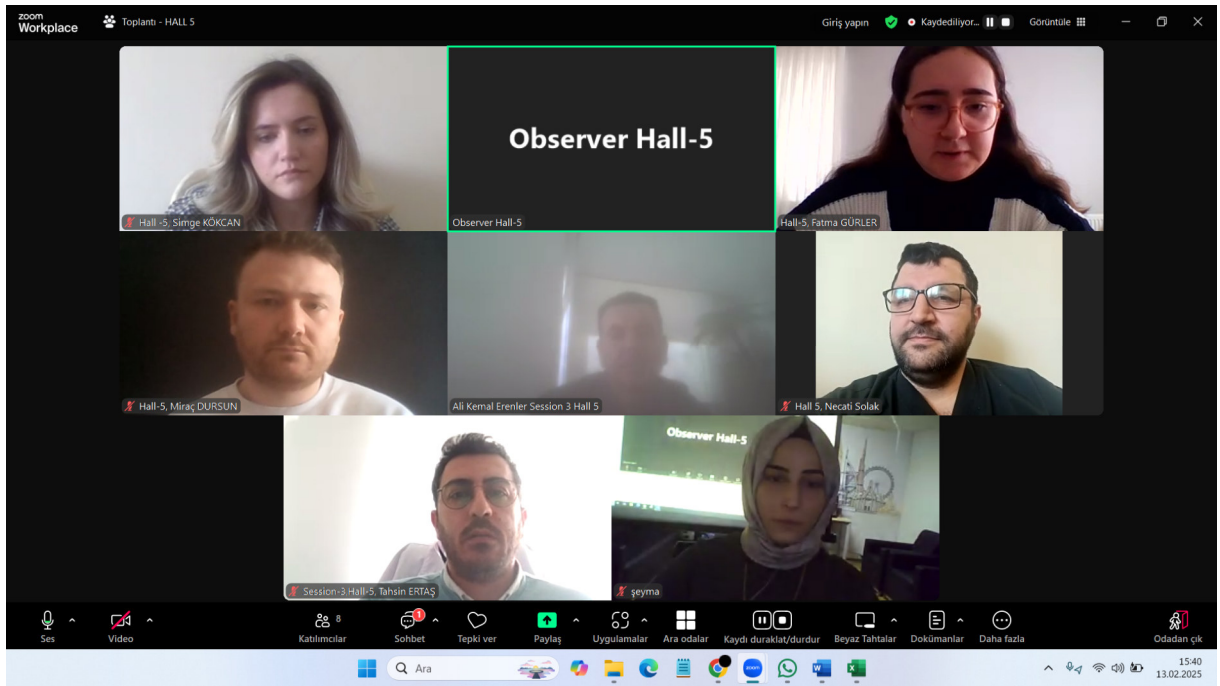 zoom
Workplace
Toplantı - HALL 5
Giriş yapın
Kaydediliyor...
Görüntüle
Hall -5, Simge KÖKCAN
Observer Hall-5
Observer Hall-5
Hall-5, Fatma GÜRLER
Hall-5, Miraç DURSUN
Ali Kemal Erenler Session 3 Hall 5
Hall 5, Necati Solak
Session-3 Hall-5, Tahsin ERTAŞ
Observer Hall-5
şeyma
8
1
Ses
Video
Katılımcılar
Sohbet
Tepki ver
Paylaş
Uygulamalar
Ara odalar
Kaydı duraklat/durdur
Beyaz Tahtalar
Dokümanlar
Daha fazla
Odadan çık
Ara
zoom
15:40
13.02.2025